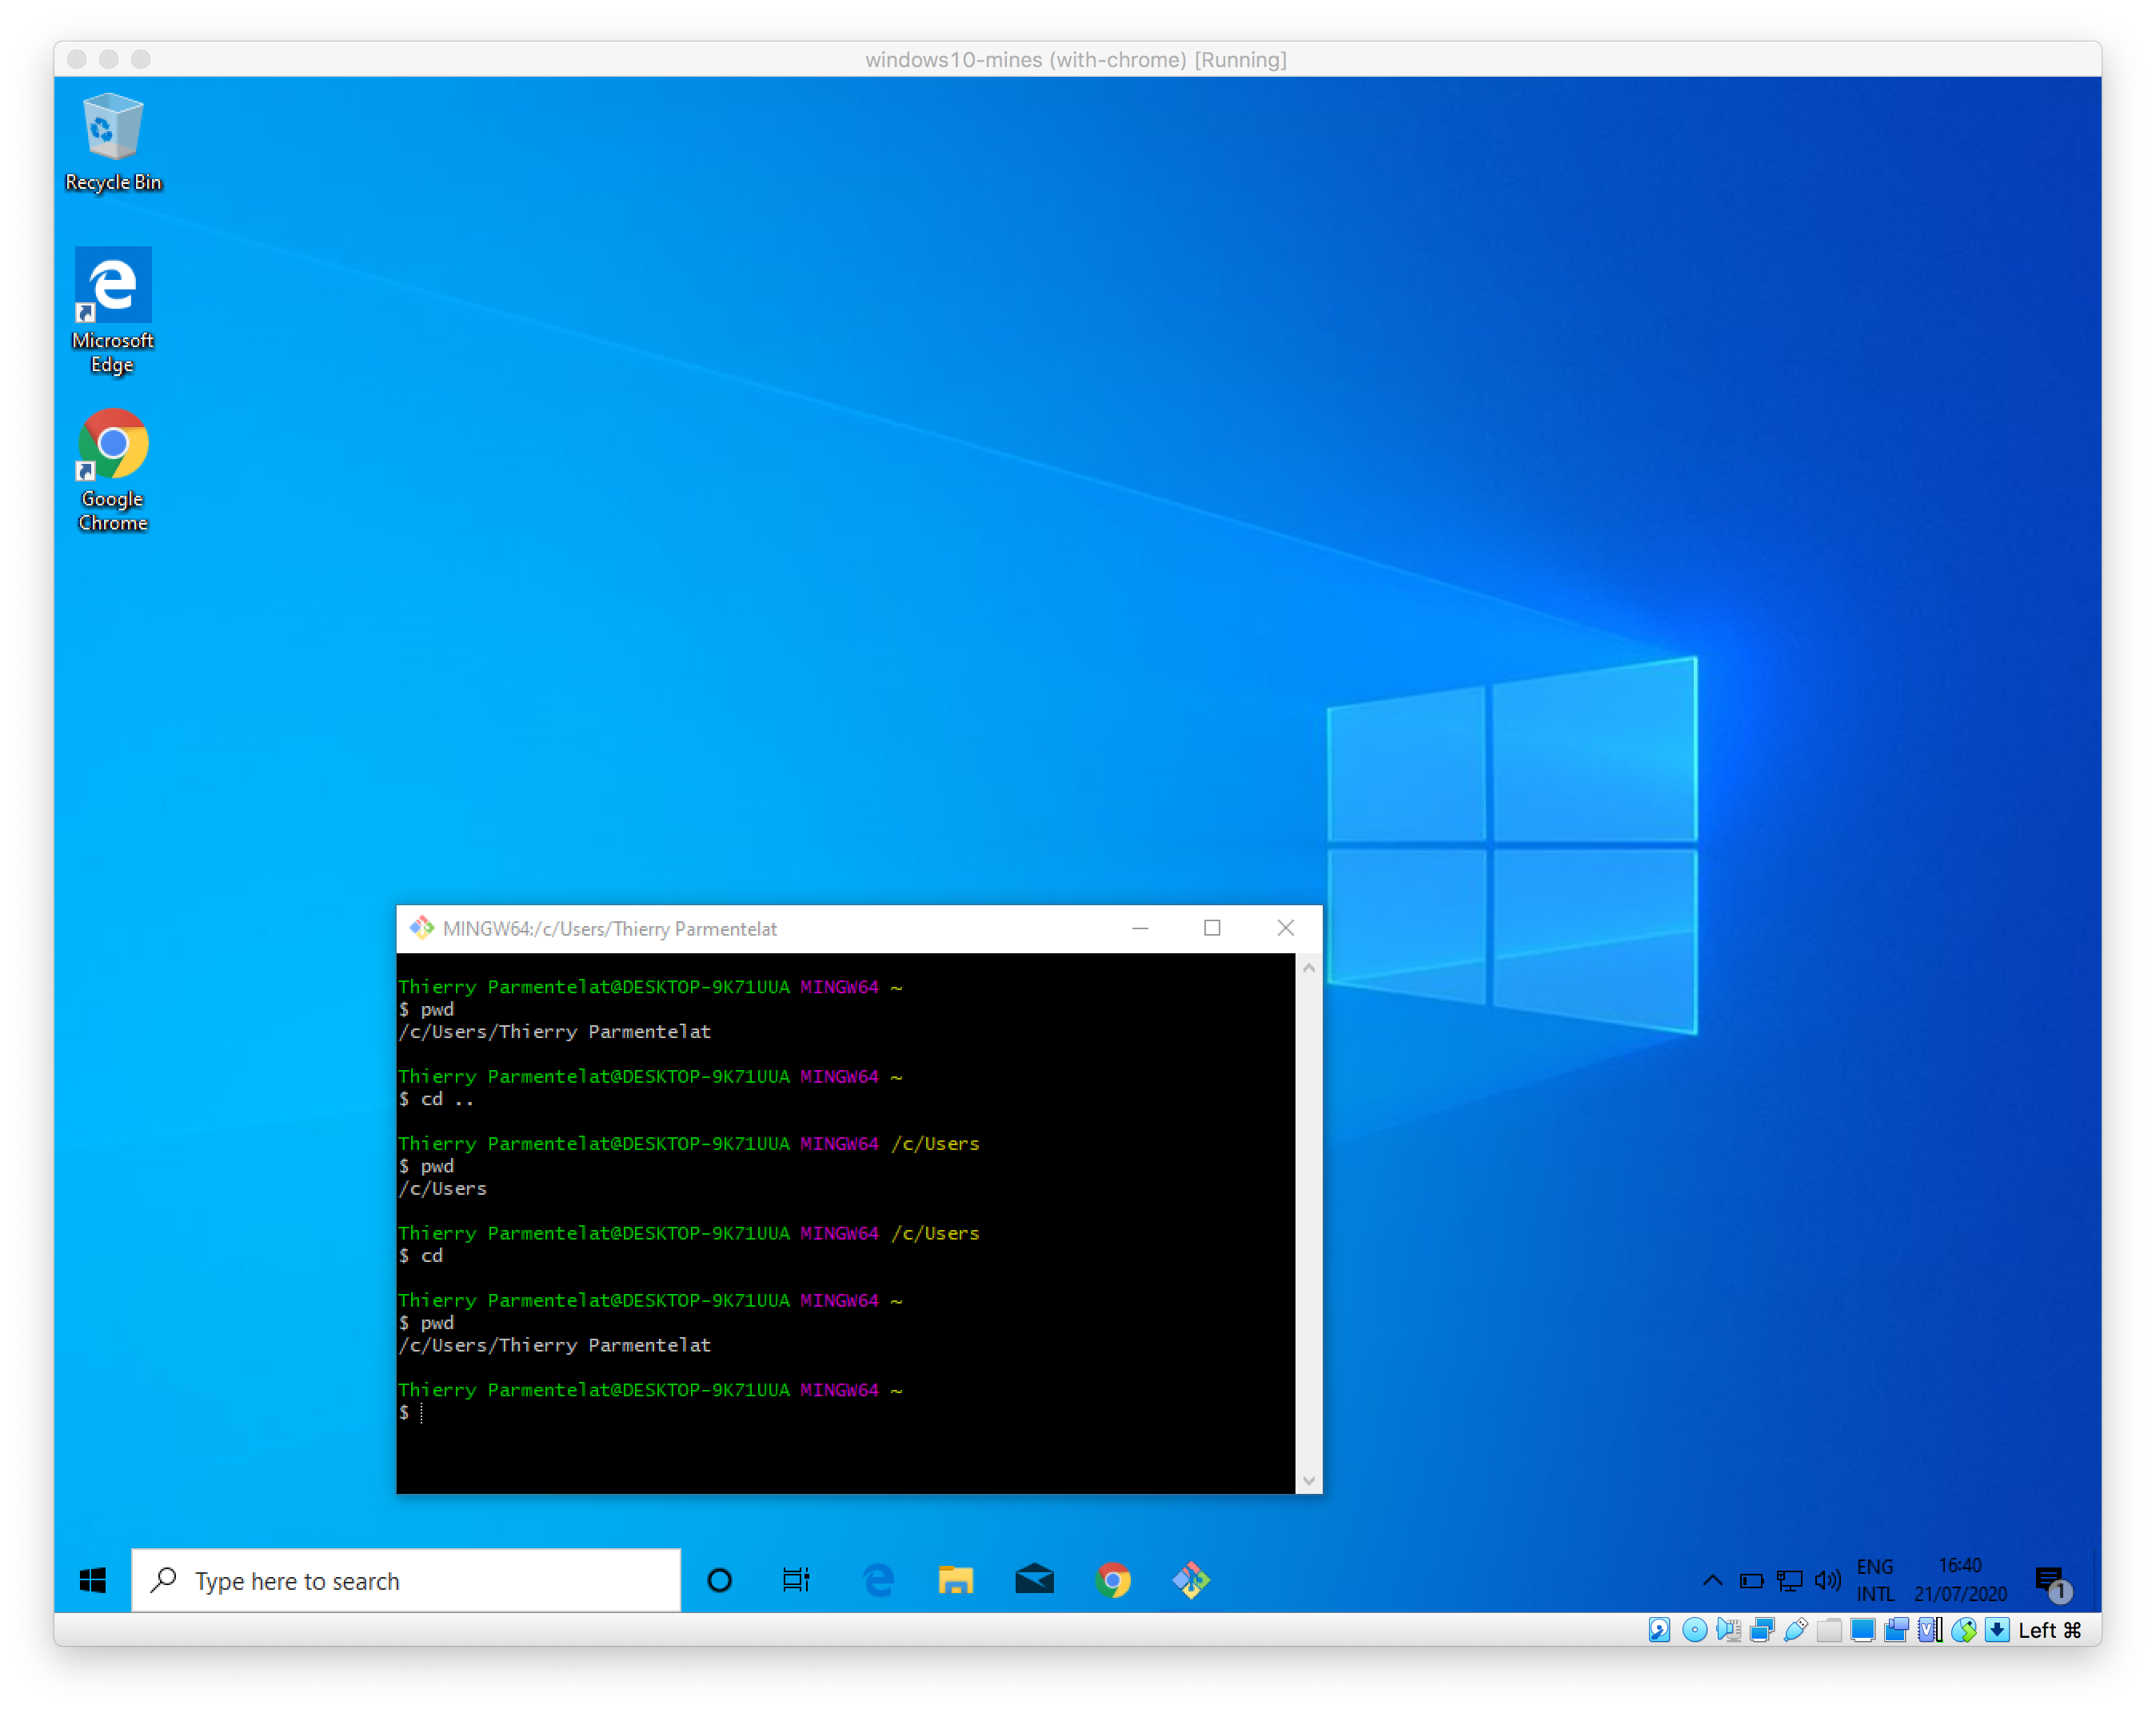 windows10-mines (with-chrome) [Running]
Recycle Bin
Microsoft
Edge
Google
Chrome
MINGW64:/c/Users/Thierry Parmentelat
Thierry Parmentelat@DESKTOP-9K71UUA MINGW64 ~
$ pwd
/c/Users/Thierry Parmentelat
Thierry Parmentelat@DESKTOP-9K71UUA MINGW64 ~
$ cd ..
Thierry Parmentelat@DESKTOP-9K71UUA MINGW64 /c/Users
$ pwd
/c/Users
Thierry Parmentelat@DESKTOP-9K71UUA MINGW64 /c/Users
$ cd
Thierry Parmentelat@DESKTOP-9K71UUA MINGW64 ~
$ pwd
/c/Users/Thierry Parmentelat
Thierry Parmentelat@DESKTOP-9K71UUA MINGW64 ~
$
Type here to search
ENG
INTL
16:40
21/07/2020
1
Left ⌘